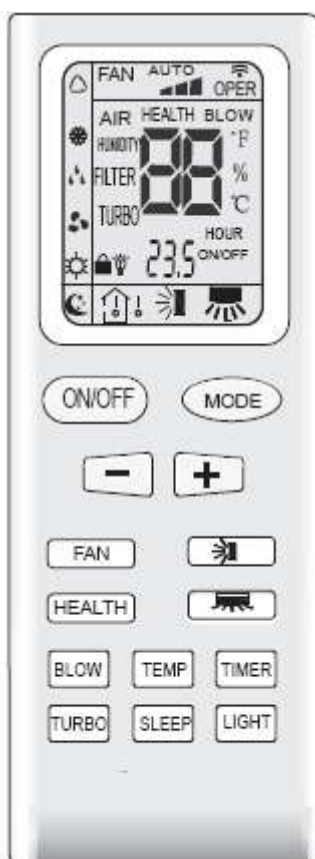 FAN AUTO
OPER
AIR HEALTH BLOW
HUMIDITY 88 °F
FILTER %
TURBO °C
HOUR
23.5 ON/OFF
ON/OFF MODE
- +
FAN
HEALTH
BLOW TEMP TIMER
TURBO SLEEP LIGHT